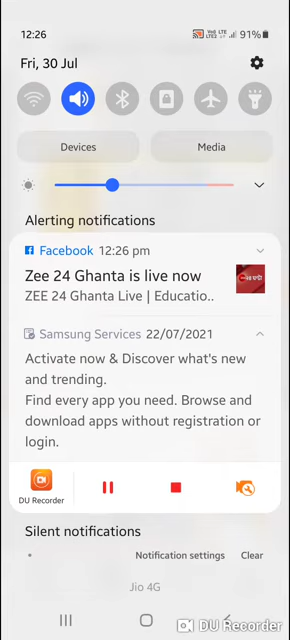 12:26
VoD LTE
LTE2
91%
Fri, 30 Jul
Devices
Media
Alerting notifications
Facebook 12:26 pm
Zee 24 Ghanta is live now
ZEE 24 Ghanta Live | Educatio..
Samsung Services 22/07/2021
Activate now & Discover what's new
and trending.
Find every app you need. Browse and
download apps without registration or
login.
DU Recorder
Silent notifications
Notification settings Clear
Jio 4G
DU Recorder